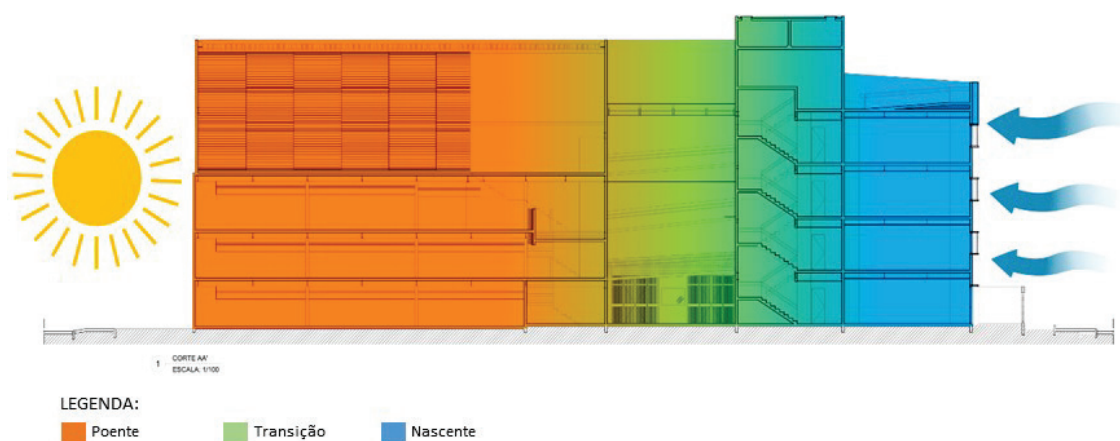 1 CORTE AA'
ESCALA: 1/100
LEGENDA:
Poente
Transição
Nascente